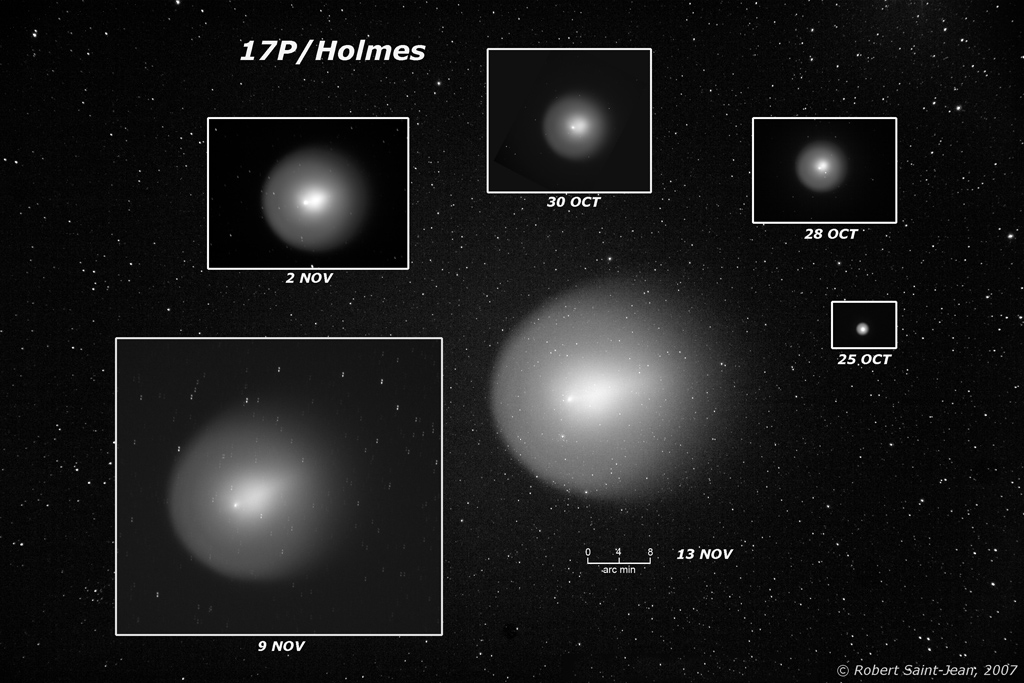 17P/Holmes
30 OCT
28 OCT
2 NOV
25 OCT
0 4 8
arc min
13 NOV
9 NOV
© Robert Saint-Jean, 2007